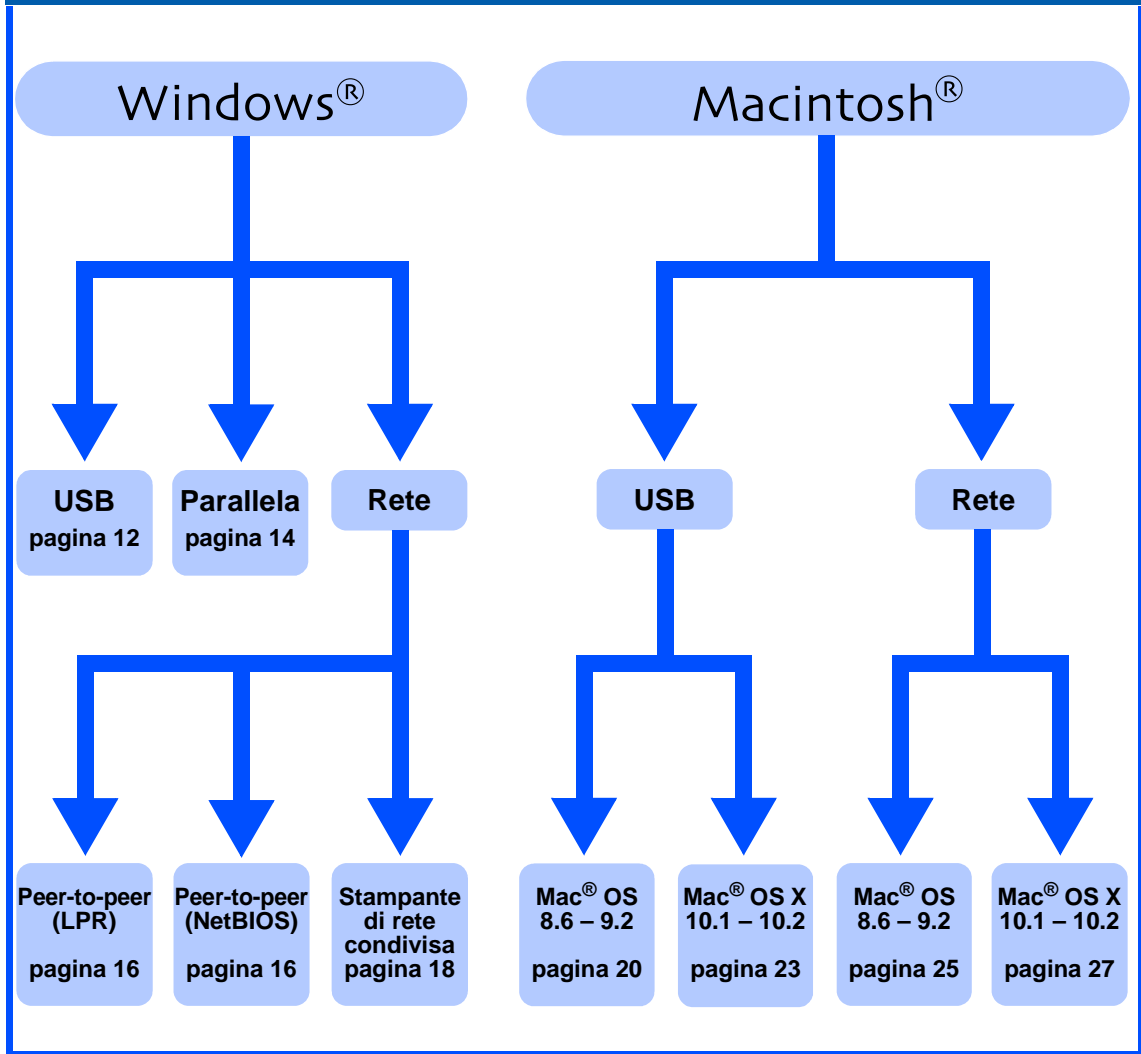 Windows®
Macintosh®
USB
pagina 12
Parallela
pagina 14
Rete
USB
Rete
Peer-to-peer
(LPR)
pagina 16
Peer-to-peer
(NetBIOS)
pagina 16
Stampante
di rete
condivisa
pagina 18
Mac® OS
8.6 – 9.2
pagina 20
Mac® OS X
10.1 – 10.2
pagina 23
Mac® OS
8.6 – 9.2
pagina 25
Mac® OS X
10.1 – 10.2
pagina 27